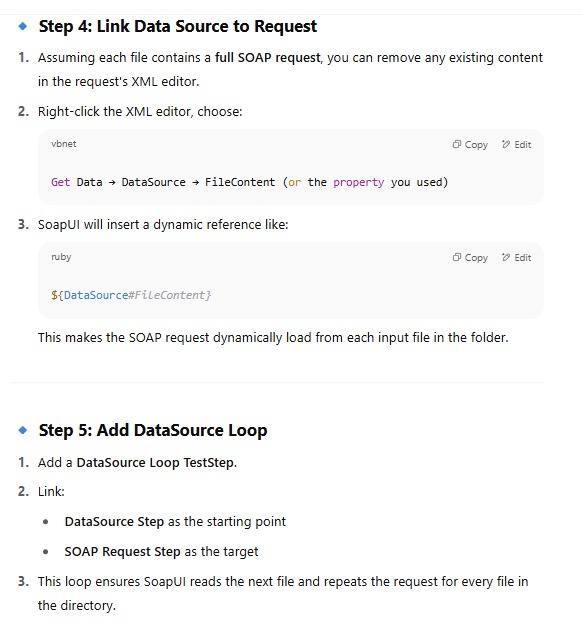 Step 4: Link Data Source to Request
1. Assuming each file contains a full SOAP request, you can remove any existing content
in the request's XML editor.
2. Right-click the XML editor, choose:
vbnet Copy Edit
Get Data → DataSource → FileContent (or the property you used)
3. SoapUI will insert a dynamic reference like:
ruby Copy Edit
${DataSource#FileContent}
This makes the SOAP request dynamically load from each input file in the folder.
Step 5: Add DataSource Loop
1. Add a DataSource Loop TestStep.
2. Link:
• DataSource Step as the starting point
• SOAP Request Step as the target
3. This loop ensures SoapUI reads the next file and repeats the request for every file in
the directory.